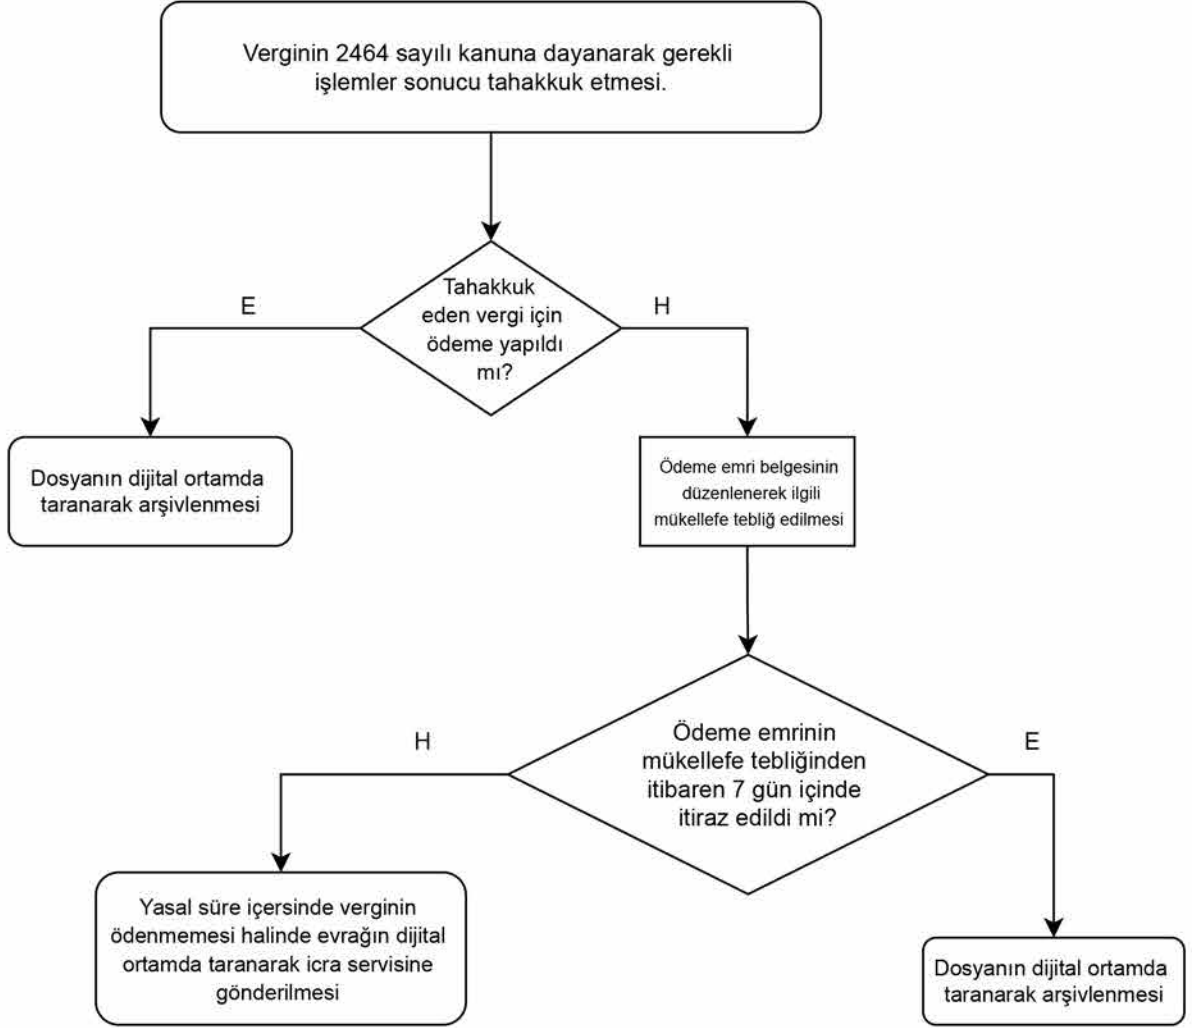 Verginin 2464 sayılı kanuna dayanarak gerekli
işlemler sonucu tahakkuk etmesi.
Tahakkuk
eden vergi için
ödeme yapıldı
mı?
E
H
Dosyanın dijital ortamda
taranarak arşivlenmesi
Ödeme emri belgesinin
düzenlenerek ilgili
mükellefe tebliğ edilmesi
Ödeme emrinin
mükellefe tebliğinden
itibaren 7 gün içinde
itiraz edildi mi?
H
E
Yasal süre içersinde verginin
ödenmemesi halinde evrağın dijital
ortamda taranarak icra servisine
gönderilmesi
Dosyanın dijital ortamda
taranarak arşivlenmesi